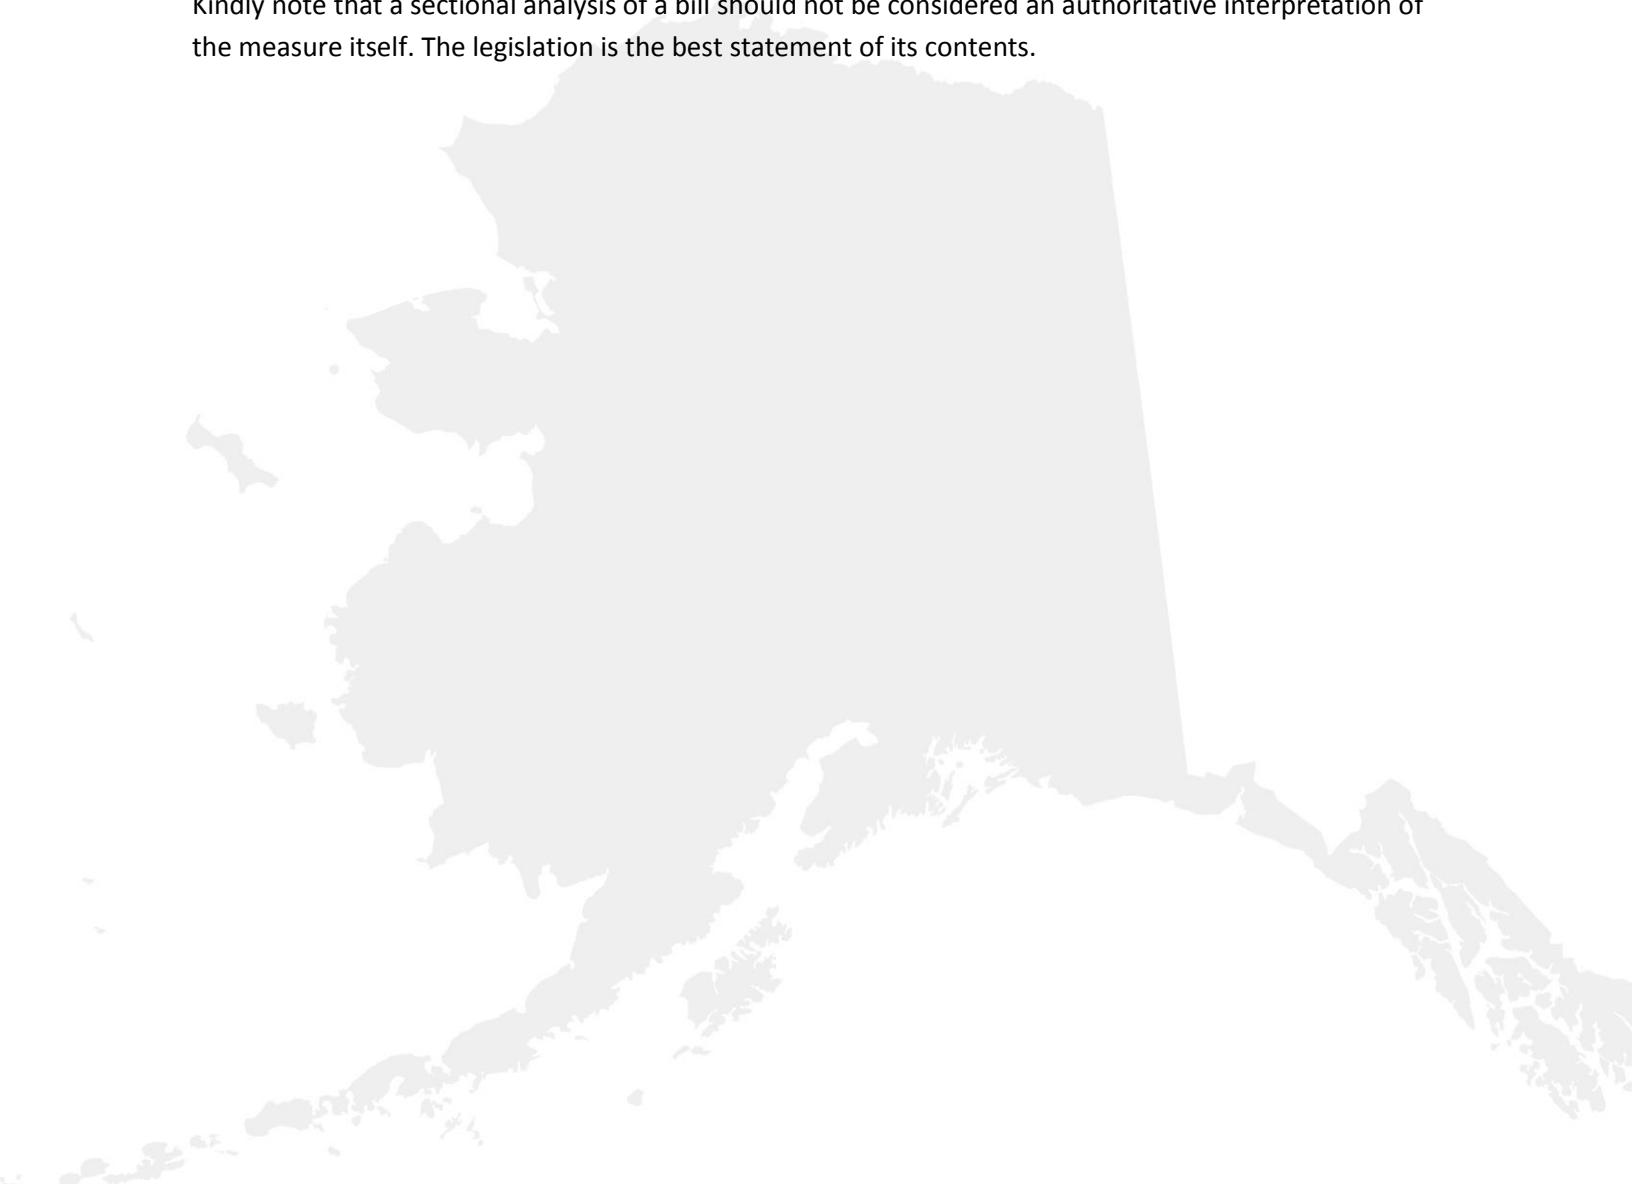 Kindly note that a sectional analysis of a bill should not be considered an authoritative interpretation of
the measure itself. The legislation is the best statement of its contents.